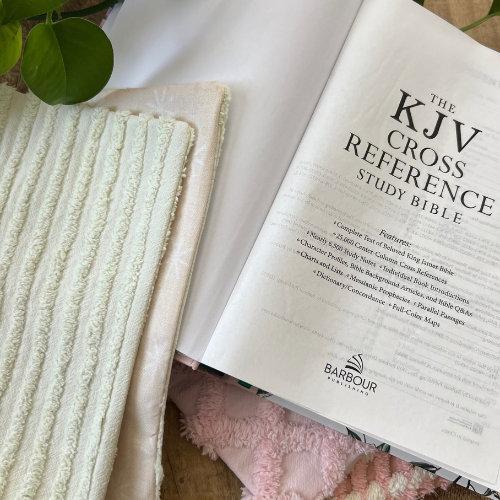 THE
KJV
CROSS
REFERENCE
STUDY BIBLE
Features:
• Complete Text of Beloved King James Bible
• 25,000 Center-Column Cross References
• Nearly 6,500 Study Notes • Individual Book Introductions
• Character Profiles, Bible Background Articles, and Bible Q&As
• Charts and Lists • Messianic Prophecies • Parallel Passages
• Dictionary/Concordance • Full-Color Maps
BARBOUR
PUBLISHING